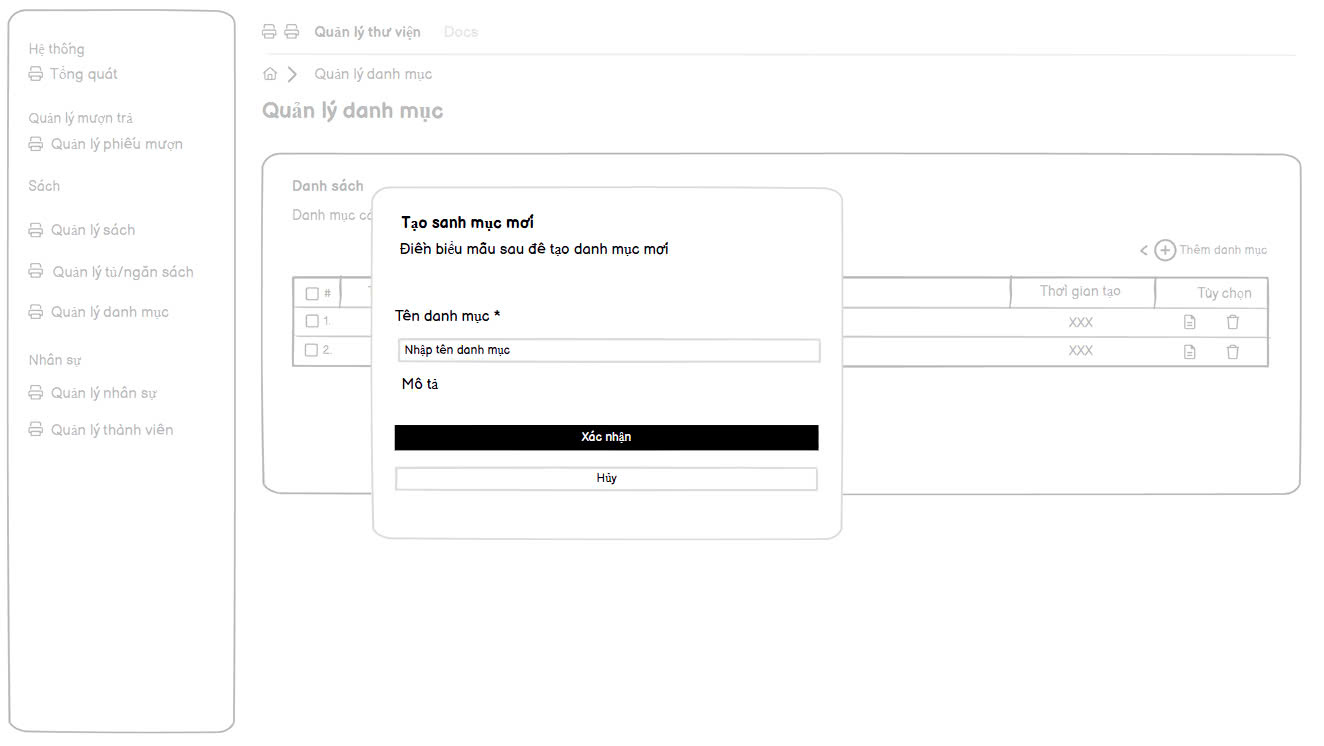 Hệ thống
Tổng quát
Quản lý mượn trả
Quản lý phiếu mượn
Sách
Quản lý sách
Quản lý tủ/ngăn sách
Quản lý danh mục
Nhân sự
Quản lý nhân sự
Quản lý thành viên
Quản lý thư viện Docs
Quản lý danh mục
Quản lý danh mục
Danh sách
Danh mục
< Thêm danh mục
# Thời gian tạo Tùy chọn
1. XXX
2. XXX
Tạo sanh mục mới
Điền biểu mẫu sau đê tạo danh mục mới
Tên danh mục *
Nhập tên danh mục
Mô tả
Xác nhận
Hủy